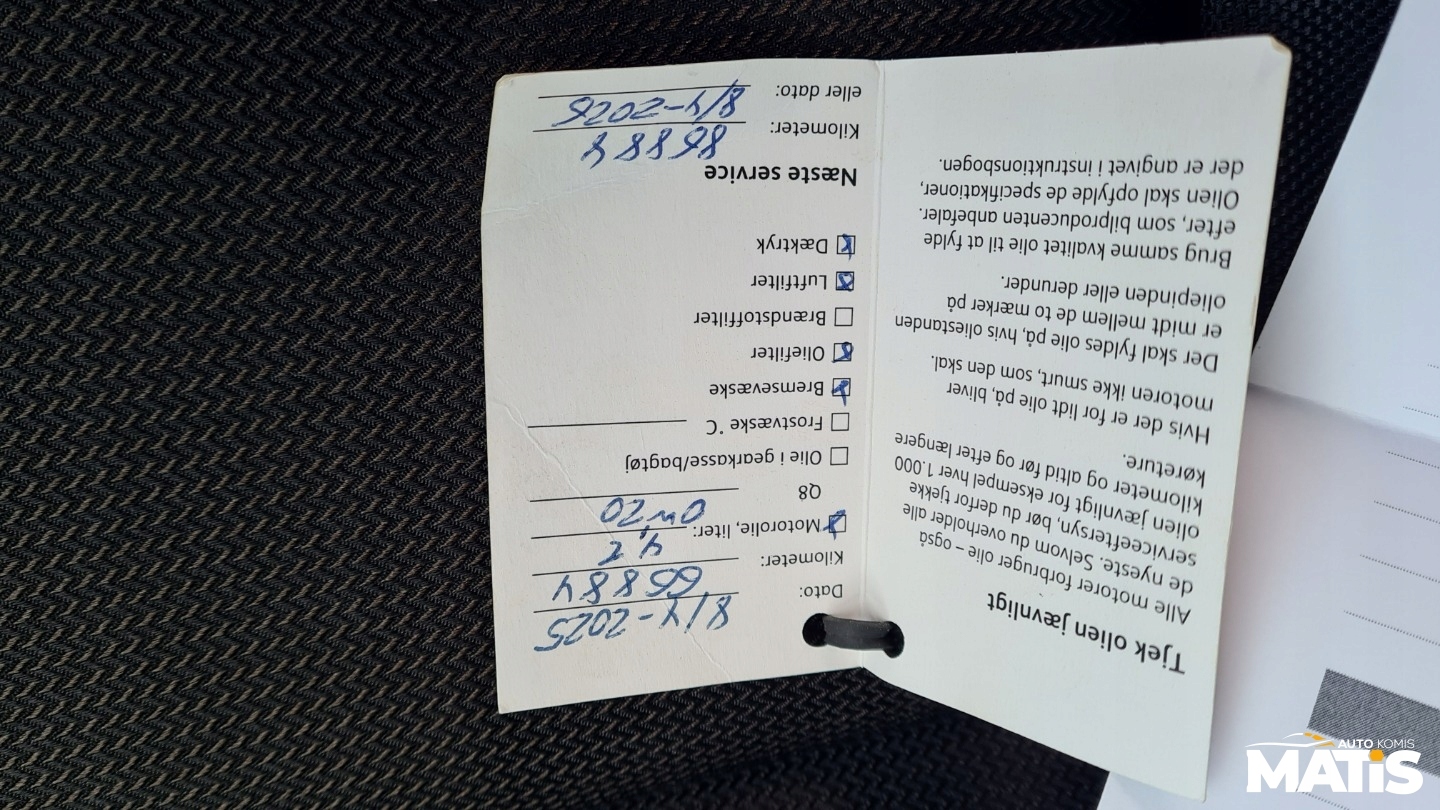 Tjek olien jævnligt
Alle motorer forbruger olie – også
de nyeste. Selvom du overholder alle
serviceeftersyn, bør du derfor tjekke
olien jævnligt for eksempel hver 1.000
kilometer og altid før og efter længere
køreture.
Hvis der er for lidt olie på, bliver
motoren ikke smurt, som den skal.
Der skal fyldes olie på, hvis oliestanden
er midt mellem de to mærker på
oliepinden eller derunder.
Brug samme kvalitet olie til at fylde
efter, som bilproducenten anbefaler.
Olien skal opfylde de specifikationer,
der er angivet i instruktionsbogen.
Dato: 8/4-2025
Kilometer: 65884
Motorolie, liter: 4,2
Q8 0w20
Olie i gearkasse/bagtøj
Frostvæske °C
Bremsevæske
Oliefilter
Brændstoffilter
Luftfilter
Dæktryk
Næste service
Kilometer: 85884
eller dato: 8/4-2026
AUTO KOMIS
MATIS